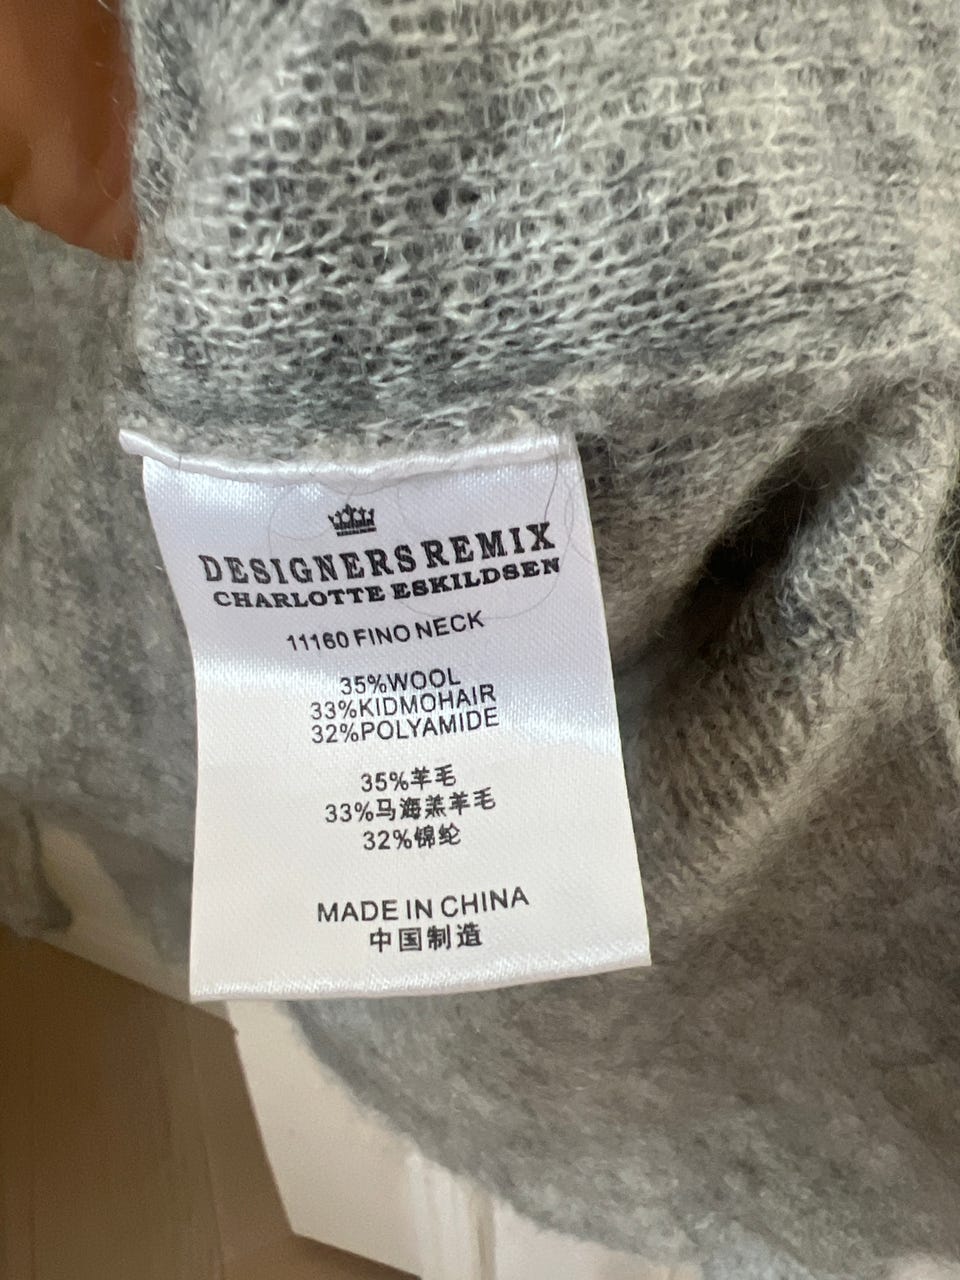 DESIGNERS REMIX
CHARLOTTE ESKILDSEN
11160 FINO NECK
35%WOOL
33%KIDMOHAIR
32%POLYAMIDE
35%羊毛
33%马海羔羊毛
32%锦纶
MADE IN CHINA
中国制造